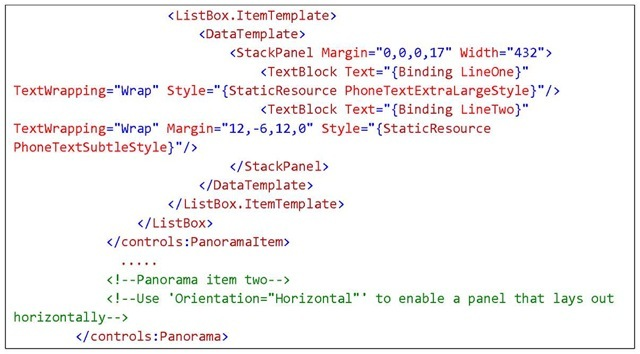 <ListBox.ItemTemplate>
<DataTemplate>
<StackPanel Margin="0,0,0,17" Width="432">
<TextBlock Text="{Binding LineOne}"
TextWrapping="Wrap" Style="{StaticResource PhoneTextExtraLargeStyle}"/>
<TextBlock Text="{Binding LineTwo}"
TextWrapping="Wrap" Margin="12,-6,12,0" Style="{StaticResource
PhoneTextSubtleStyle}"/>
</StackPanel>
</DataTemplate>
</ListBox.ItemTemplate>
</ListBox>
</controls:PanoramaItem>
.....
<!--Panorama item two-->
<!--Use 'Orientation="Horizontal"' to enable a panel that lays out
horizontally-->
</controls:Panorama>